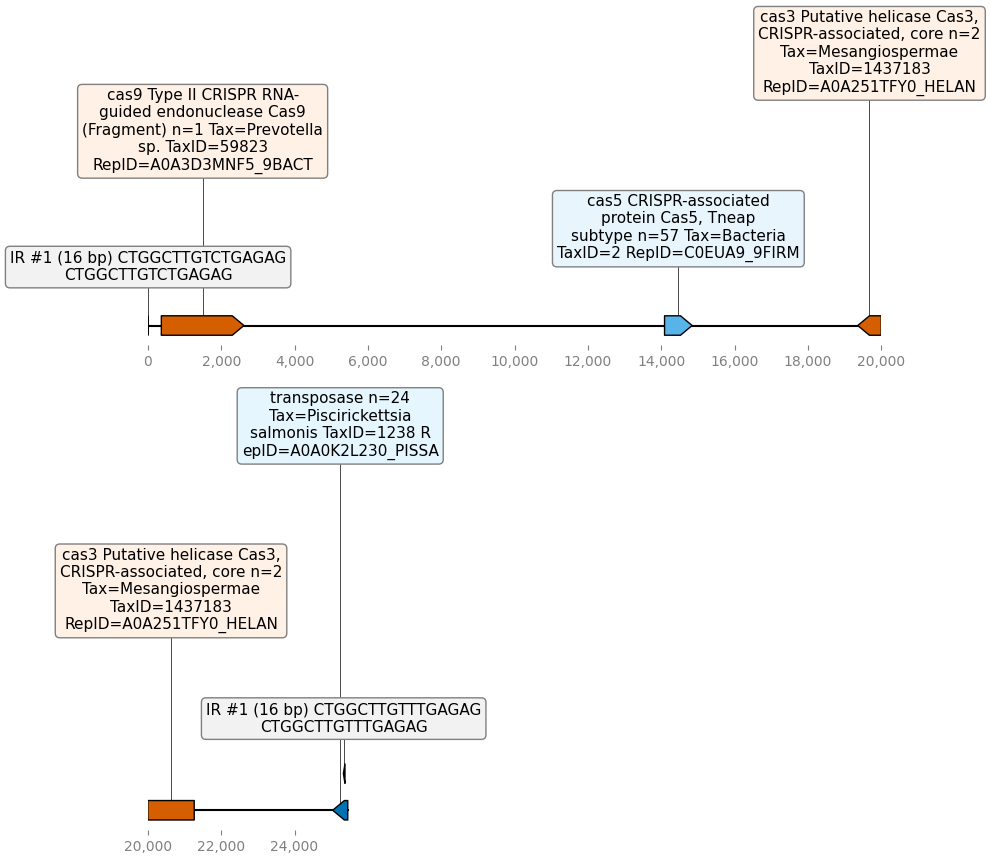 cas3 Putative helicase Cas3,
CRISPR-associated, core n=2
Tax=Mesangiospermae
TaxID=1437183
RepID=A0A251TFY0_HELAN
cas9 Type II CRISPR RNA-
guided endonuclease Cas9
(Fragment) n=1 Tax=Prevotella
sp. TaxID=59823
RepID=A0A3D3MNF5_9BACT
cas5 CRISPR-associated
protein Cas5, Tneap
subtype n=57 Tax=Bacteria
TaxID=2 RepID=C0EUA9_9FIRM
IR #1 (16 bp) CTGGCTTGTCTGAGAG
CTGGCTTGTCTGAGAG
0 2,000 4,000 6,000 8,000 10,000 12,000 14,000 16,000 18,000 20,000
transposase n=24
Tax=Piscirickettsia
salmonis TaxID=1238 R
epID=A0A0K2L230_PISSA
cas3 Putative helicase Cas3,
CRISPR-associated, core n=2
Tax=Mesangiospermae
TaxID=1437183
RepID=A0A251TFY0_HELAN
IR #1 (16 bp) CTGGCTTGTTTGAGAG
CTGGCTTGTTTGAGAG
20,000 22,000 24,000